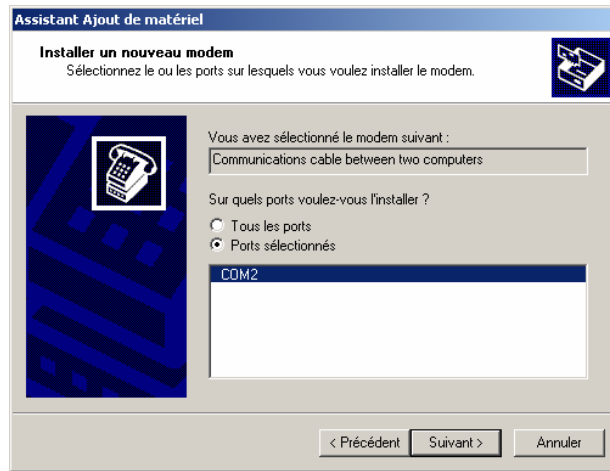 Assistant Ajout de matériel
Installer un nouveau modem
Sélectionnez le ou les ports sur lesquels vous voulez installer le modem.
Vous avez sélectionné le modem suivant :
Communications cable between two computers
Sur quels ports voulez-vous l'installer ?
Tous les ports
Ports sélectionnés
COM2
< Précédent
Suivant >
Annuler